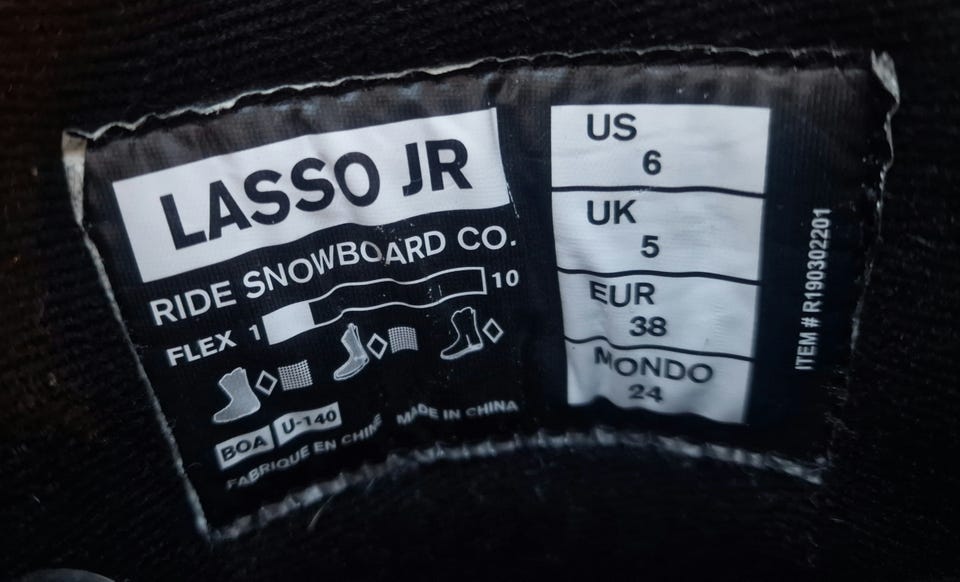 LASSO JR
RIDE SNOWBOARD CO.
FLEX 1 10
BOA U-140
FABRIQUE EN CHINE MADE IN CHINA
US
6
UK
5
EUR
38
MONDO
24
ITEM # R190302201